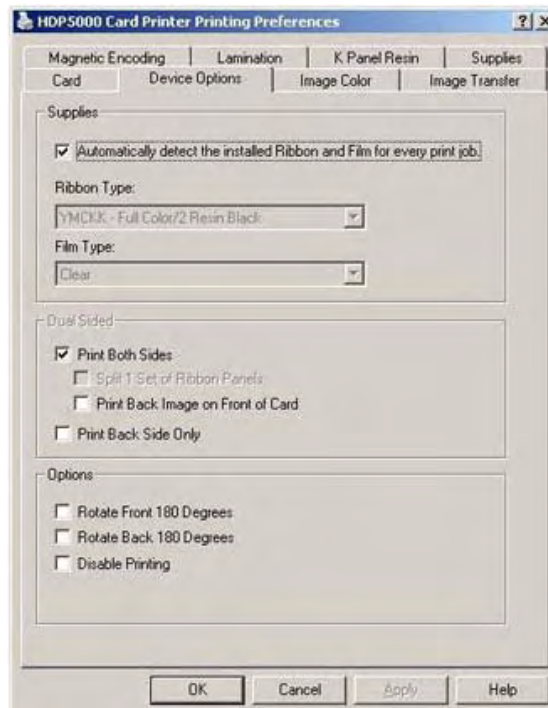 HDP5000 Card Printer Printing Preferences
Magnetic Encoding Lamination K Panel Resin Supplies
Card Device Options Image Color Image Transfer
Supplies
Automatically detect the installed Ribbon and Film for every print job.
Ribbon Type:
YMCKK - Full Color/2 Resin Black
Film Type:
Clear
Dual Sided
Print Both Sides
Split 1 Set of Ribbon Panels
Print Back Image on Front of Card
Print Back Side Only
Options
Rotate Front 180 Degrees
Rotate Back 180 Degrees
Disable Printing
OK Cancel Apply Help